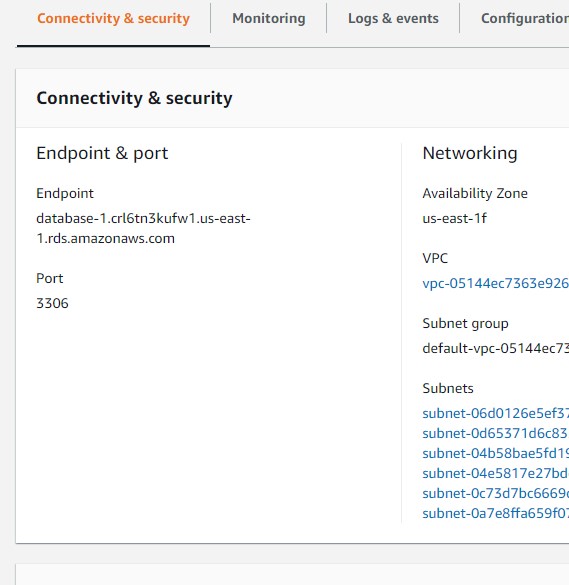 Connectivity & security
Monitoring
Logs & events
Configuration
Connectivity & security
Endpoint & port
Endpoint
database-1.crl6tn3kufw1.us-east-
1.rds.amazonaws.com
Port
3306
Networking
Availability Zone
us-east-1f
VPC
vpc-05144ec7363e926
Subnet group
default-vpc-05144ec73
Subnets
subnet-06d0126e5ef37
subnet-0d65371d6c83
subnet-04b58bae5fd19
subnet-04e5817e27bd
subnet-0c73d7bc6669c
subnet-0a7e8ffa659f07